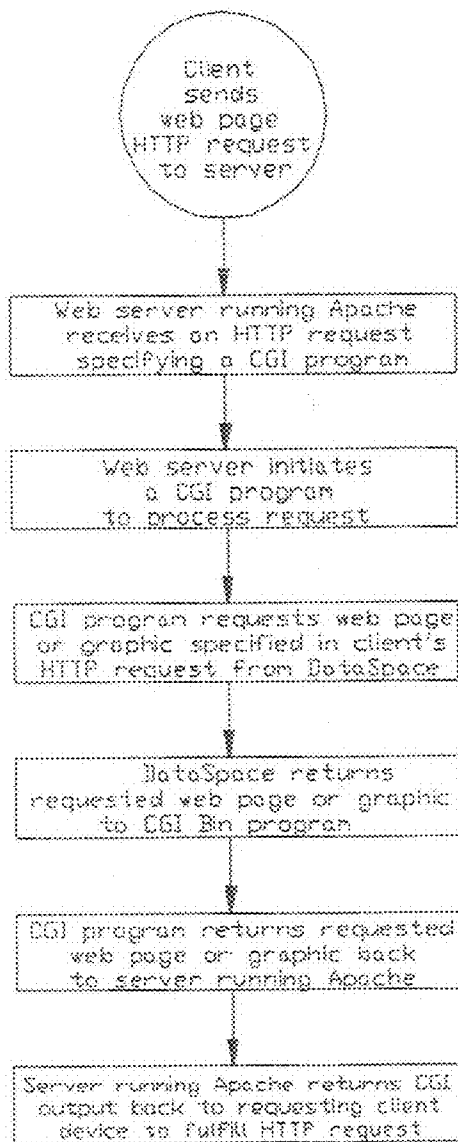 Client
sends
web page
HTTP request
to server
Web server running Apache
receives an HTTP request
specifying a CGI program
Web server initiates
a CGI program
to process request
CGI program requests web page
or graphic specified in client's
HTTP request from DataSpace
DataSpace returns
requested web page or graphic
to CGI Bin program
CGI program returns requested
web page or graphic back
to server running Apache
Server running Apache returns CGI
output back to requesting client
device to fulfill HTTP request